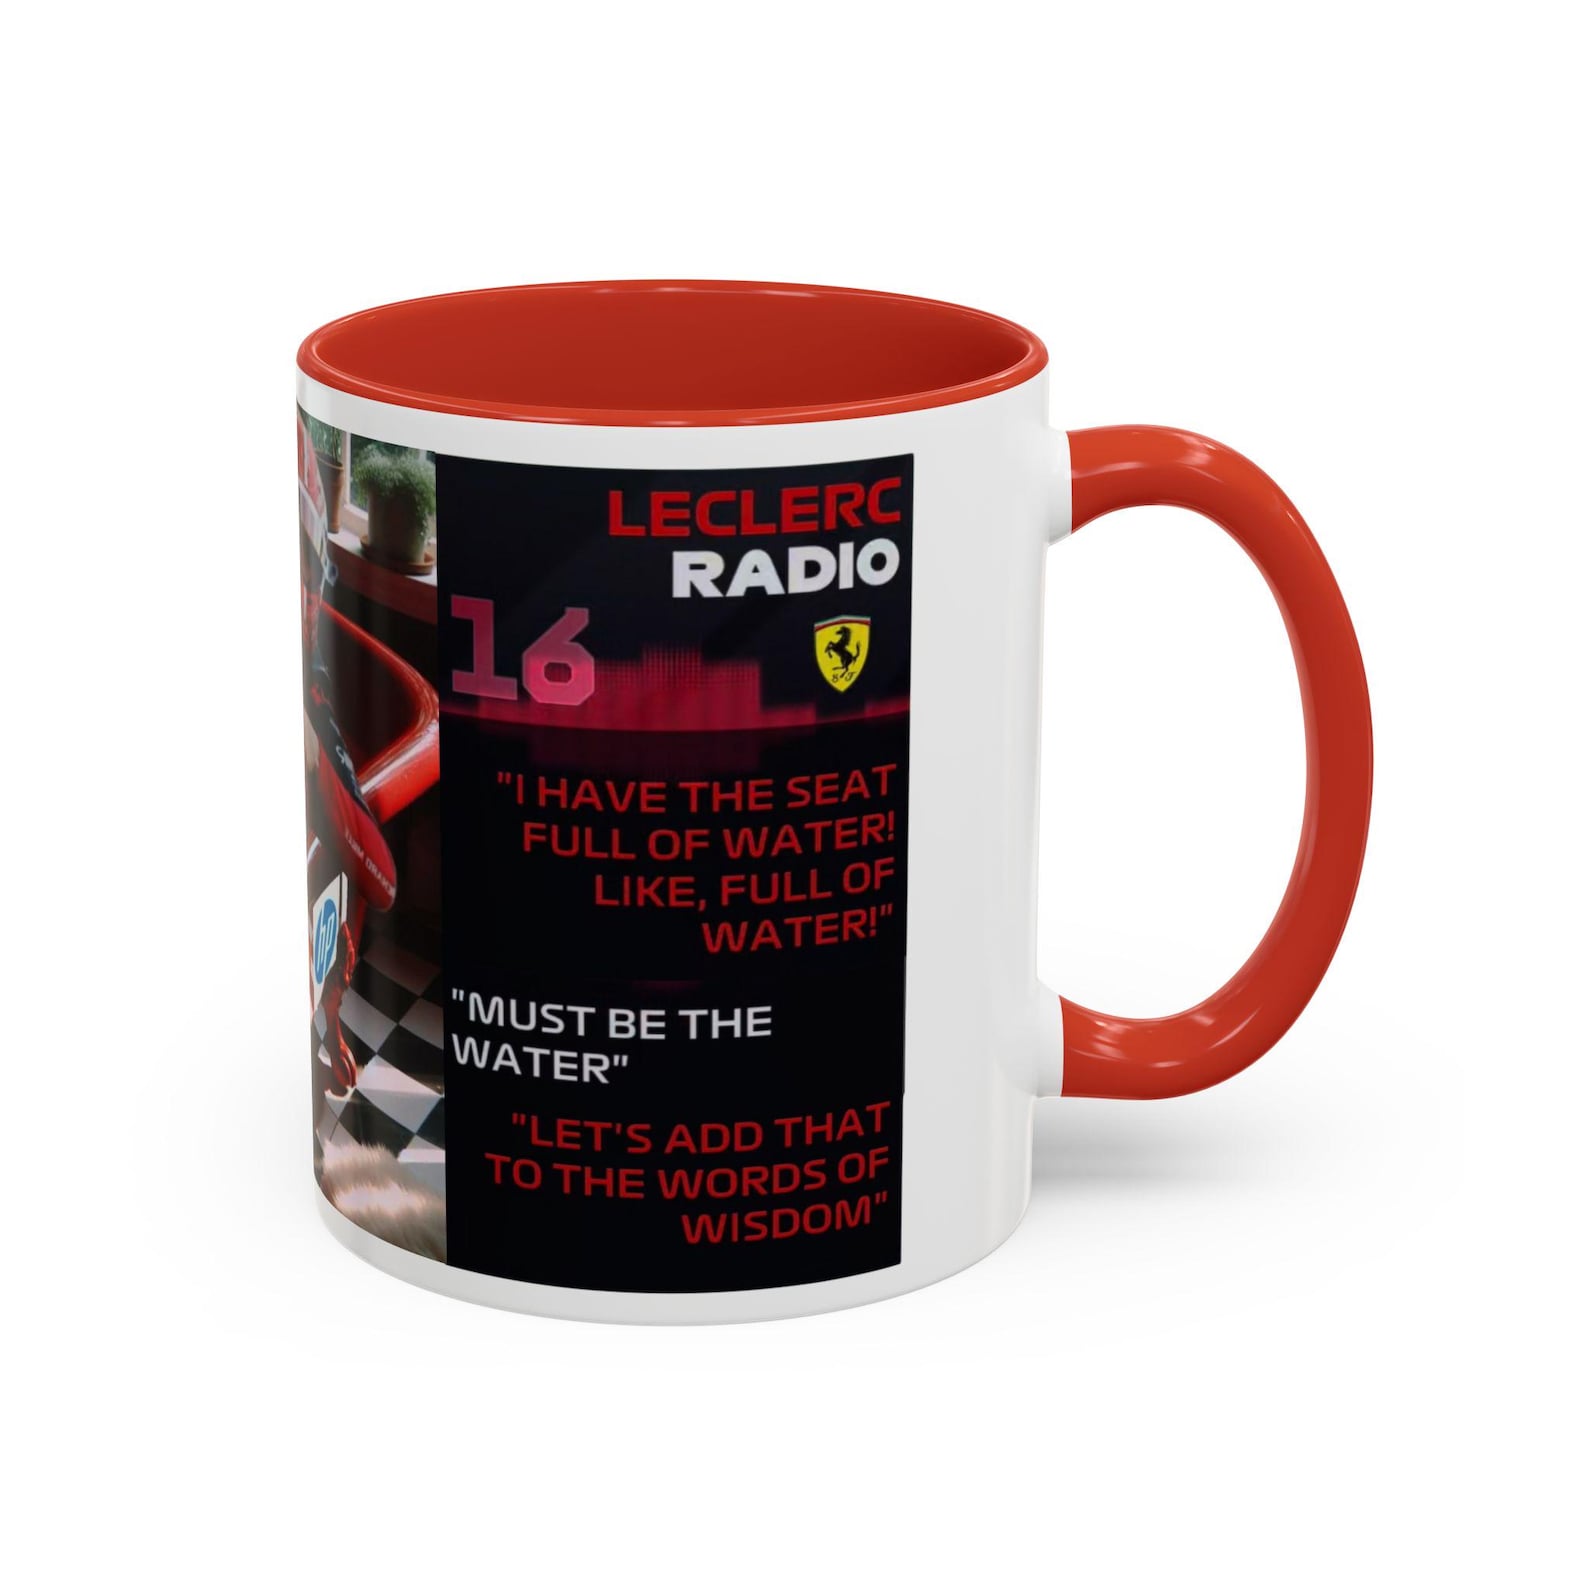 LECLERC
RADIO
16
S F
"I HAVE THE SEAT
FULL OF WATER!
LIKE, FULL OF
WATER!"
"MUST BE THE
WATER"
"LET'S ADD THAT
TO THE WORDS OF
WISDOM"
hp